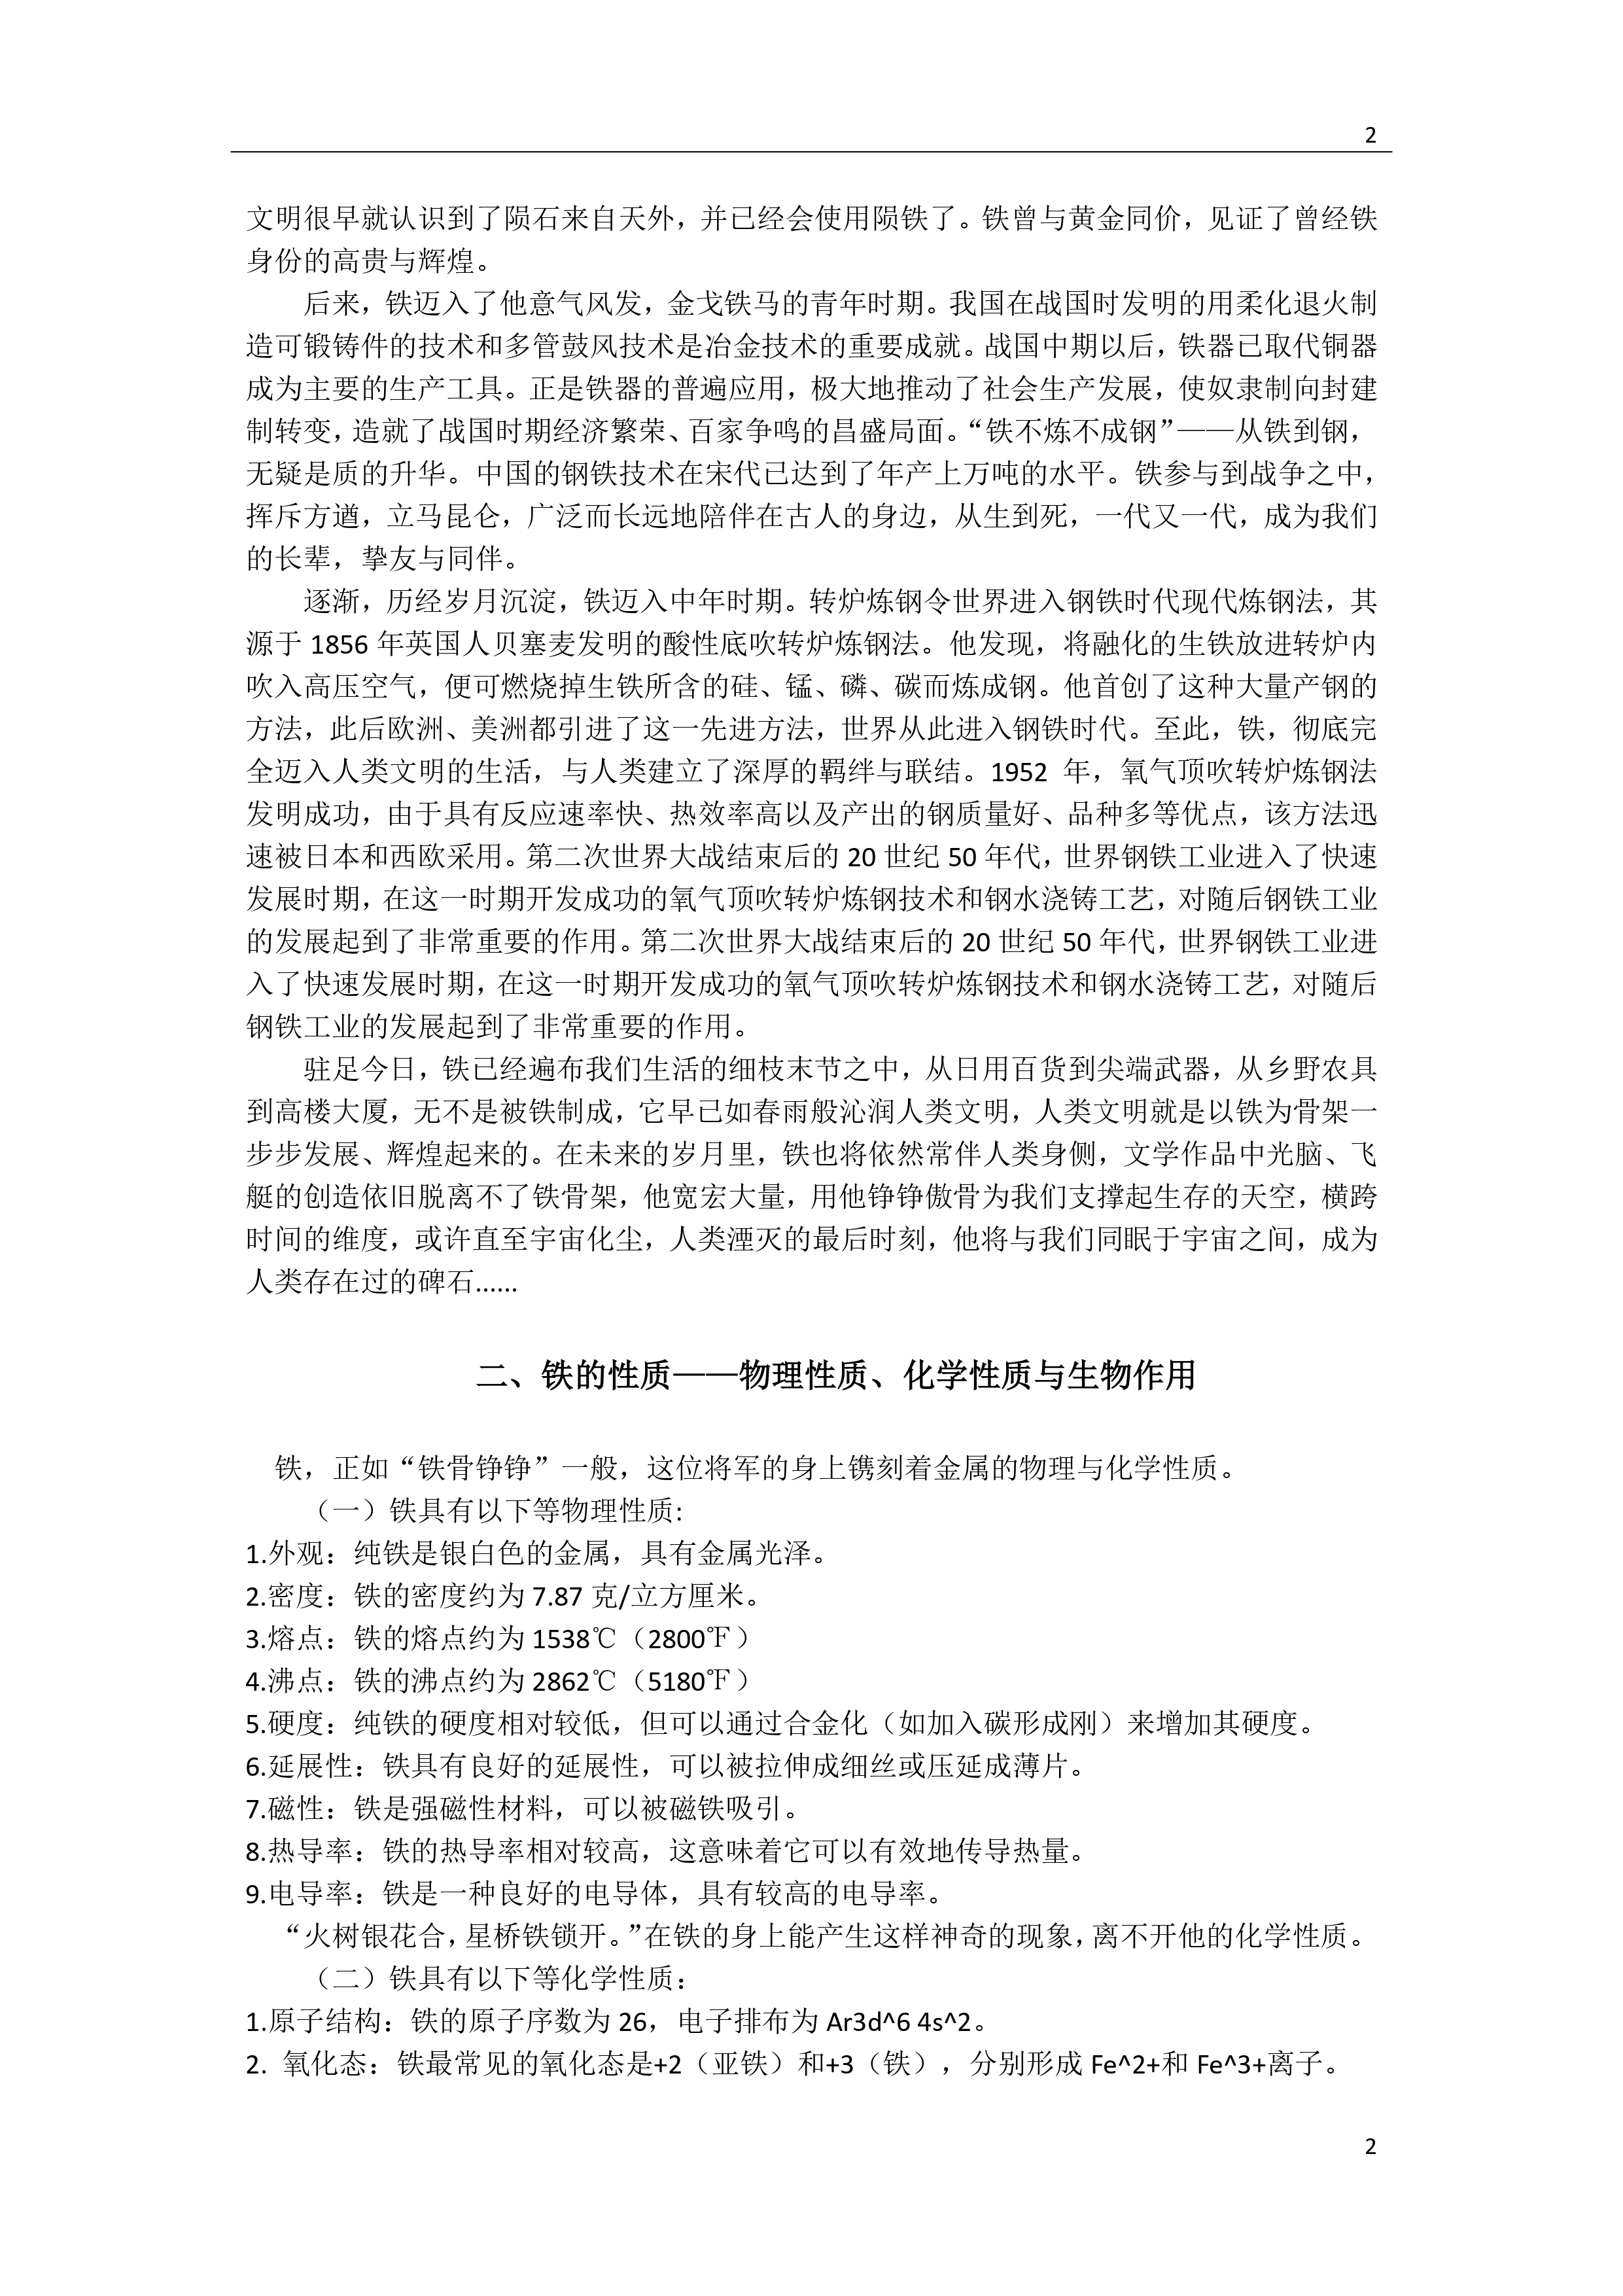 2
文明很早就认识到了陨石来自天外，并已经会使用陨铁了。铁曾与黄金同价，见证了曾经铁
身份的高贵与辉煌。
后来，铁迈入了他意气风发，金戈铁马的青年时期。我国在战国时发明的用柔化退火制
造可锻铸件的技术和多管鼓风技术是冶金技术的重要成就。战国中期以后，铁器已取代铜器
成为主要的生产工具。正是铁器的普遍应用，极大地推动了社会生产发展，使奴隶制向封建
制转变，造就了战国时期经济繁荣、百家争鸣的昌盛局面。“铁不炼不成钢”——从铁到钢，
无疑是质的升华。中国的钢铁技术在宋代已达到了年产上万吨的水平。铁参与到战争之中，
挥斥方遒，立马昆仑，广泛而长远地陪伴在古人的身边，从生到死，一代又一代，成为我们
的长辈，挚友与同伴。
逐渐，历经岁月沉淀，铁迈入中年时期。转炉炼钢令世界进入钢铁时代现代炼钢法，其
源于 1856 年英国人贝塞麦发明的酸性底吹转炉炼钢法。他发现，将融化的生铁放进转炉内
吹入高压空气，便可燃烧掉生铁所含的硅、锰、磷、碳而炼成钢。他首创了这种大量产钢的
方法，此后欧洲、美洲都引进了这一先进方法，世界从此进入钢铁时代。至此，铁，彻底完
全迈入人类文明的生活，与人类建立了深厚的羁绊与联结。1952 年，氧气顶吹转炉炼钢法
发明成功，由于具有反应速率快、热效率高以及产出的钢质量好、品种多等优点，该方法迅
速被日本和西欧采用。第二次世界大战结束后的 20 世纪 50 年代，世界钢铁工业进入了快速
发展时期，在这一时期开发成功的氧气顶吹转炉炼钢技术和钢水浇铸工艺，对随后钢铁工业
的发展起到了非常重要的作用。第二次世界大战结束后的 20 世纪 50 年代，世界钢铁工业进
入了快速发展时期，在这一时期开发成功的氧气顶吹转炉炼钢技术和钢水浇铸工艺，对随后
钢铁工业的发展起到了非常重要的作用。
驻足今日，铁已经遍布我们生活的细枝末节之中，从日用百货到尖端武器，从乡野农具
到高楼大厦，无不是被铁制成，它早已如春雨般沁润人类文明，人类文明就是以铁为骨架一
步步发展、辉煌起来的。在未来的岁月里，铁也将依然常伴人类身侧，文学作品中光脑、飞
艇的创造依旧脱离不了铁骨架，他宽宏大量，用他铮铮傲骨为我们支撑起生存的天空，横跨
时间的维度，或许直至宇宙化尘，人类湮灭的最后时刻，他将与我们同眠于宇宙之间，成为
人类存在过的碑石......
二、铁的性质——物理性质、化学性质与生物作用
铁，正如“铁骨铮铮”一般，这位将军的身上镌刻着金属的物理与化学性质。
（一）铁具有以下等物理性质:
1.外观：纯铁是银白色的金属，具有金属光泽。
2.密度：铁的密度约为 7.87 克/立方厘米。
3.熔点：铁的熔点约为 1538℃（2800℉）
4.沸点：铁的沸点约为 2862℃（5180℉）
5.硬度：纯铁的硬度相对较低，但可以通过合金化（如加入碳形成刚）来增加其硬度。
6.延展性：铁具有良好的延展性，可以被拉伸成细丝或压延成薄片。
7.磁性：铁是强磁性材料，可以被磁铁吸引。
8.热导率：铁的热导率相对较高，这意味着它可以有效地传导热量。
9.电导率：铁是一种良好的电导体，具有较高的电导率。
“火树银花合，星桥铁锁开。”在铁的身上能产生这样神奇的现象，离不开他的化学性质。
（二）铁具有以下等化学性质：
1.原子结构：铁的原子序数为 26，电子排布为 Ar3d^6 4s^2。
2. 氧化态：铁最常见的氧化态是+2（亚铁）和+3（铁），分别形成 Fe^2+和 Fe^3+离子。
2